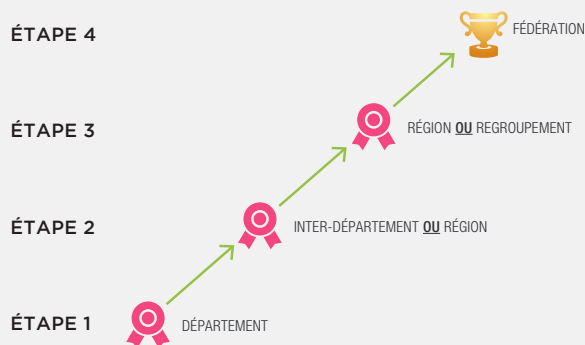 ÉTAPE 4
FÉDÉRATION
ÉTAPE 3
RÉGION OU REGROUPEMENT
ÉTAPE 2
INTER-DÉPARTEMENT OU RÉGION
ÉTAPE 1
DÉPARTEMENT